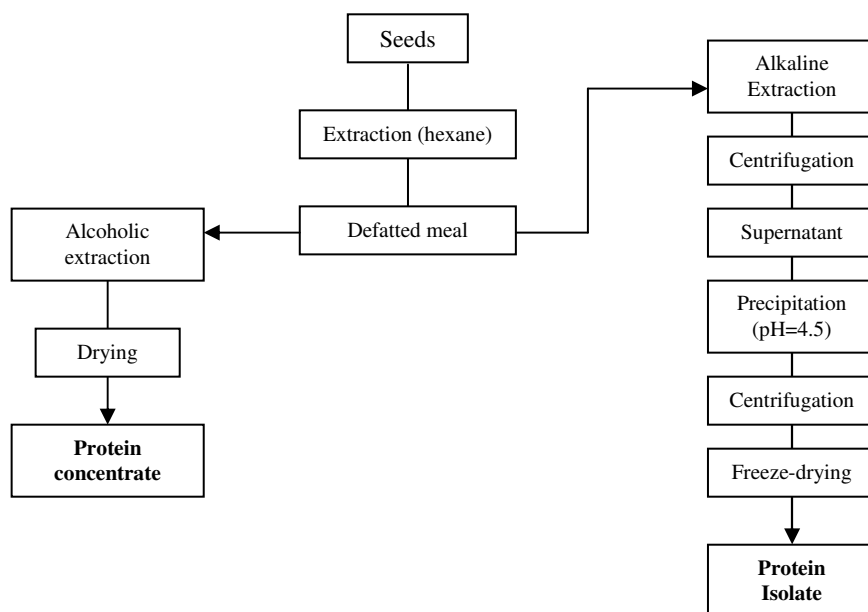 Seeds
Extraction (hexane)
Defatted meal
Alcoholic
extraction
Drying
Protein
concentrate
Alkaline
Extraction
Centrifugation
Supernatant
Precipitation
(pH=4.5)
Centrifugation
Freeze-drying
Protein
Isolate